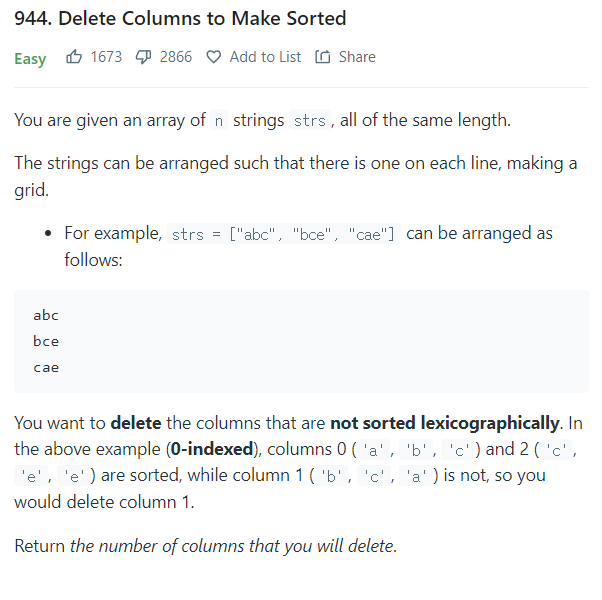 944. Delete Columns to Make Sorted
Easy 1673 2866 Add to List Share
You are given an array of n strings strs , all of the same length.
The strings can be arranged such that there is one on each line, making a
grid.
• For example, strs = ["abc", "bce", "cae"] can be arranged as
follows:
abc
bce
cae
You want to delete the columns that are not sorted lexicographically. In
the above example (0-indexed), columns 0 ( 'a' , 'b' , 'c' ) and 2 ( 'c' ,
'e' , 'e' ) are sorted, while column 1 ( 'b' , 'c' , 'a' ) is not, so you
would delete column 1.
Return the number of columns that you will delete.